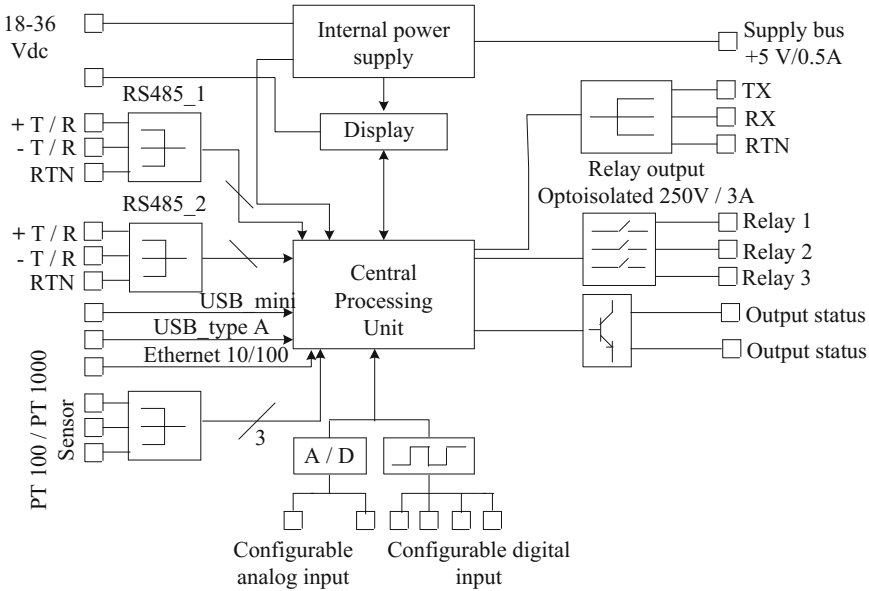 18-36
Vdc
Internal power
supply
Supply bus
+5 V/0.5A
RS485_1
+ T / R
- T / R
RTN
Display
TX
RX
RTN
Relay output
Optoisolated 250V / 3A
RS485_2
+ T / R
- T / R
RTN
Central
Processing
Unit
Relay 1
Relay 2
Relay 3
USB_mini
USB_type A
Ethernet 10/100
Output status
Output status
PT 100 / PT 1000
Sensor
3
A / D
Configurable
analog input
Configurable digital
input